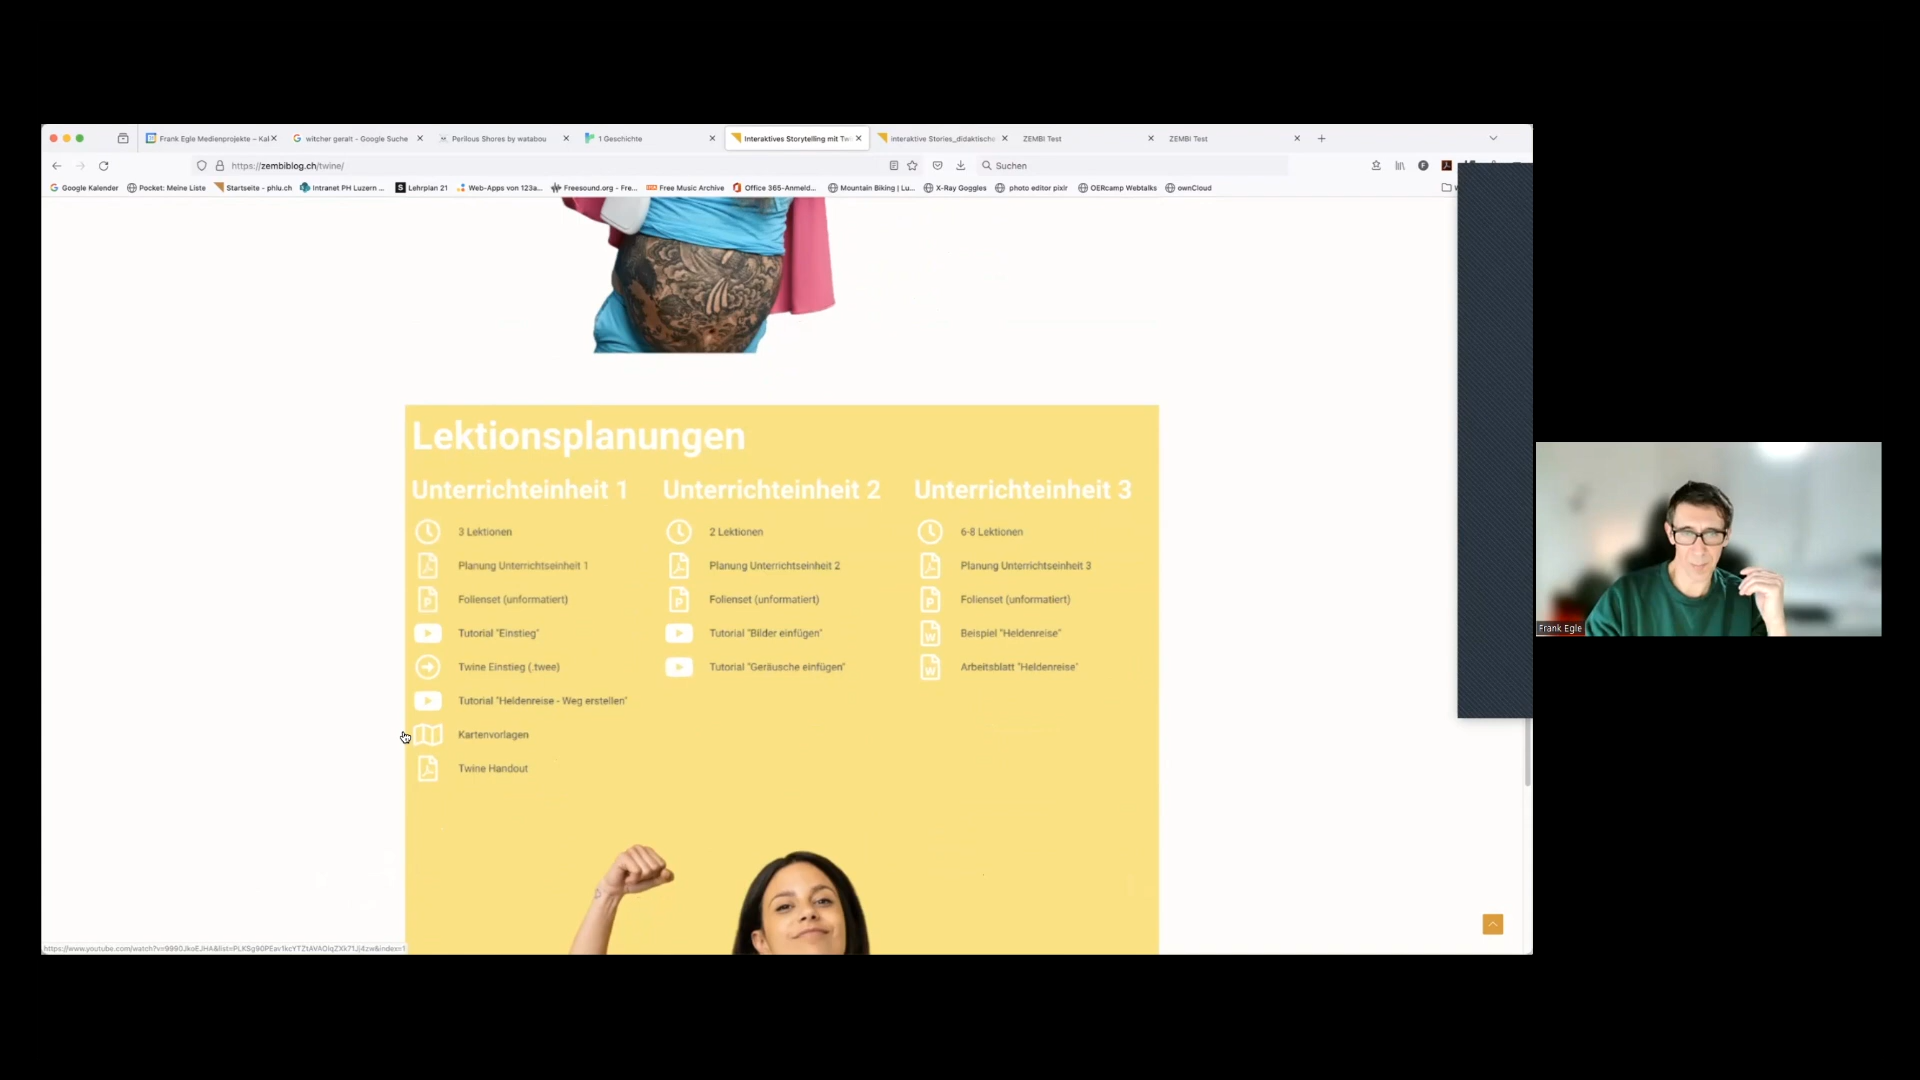 Frank Egle Medienprojekte – Kal
witcher geralt - Google Suche
Perilous Shores by watabou
1 Geschichte
Interaktives Storytelling mit Tw
Interaktive Stories_didaktische
ZEMBI Test
ZEMBI Test
https://zembiblog.ch/twine/
Suchen
Google Kalender
Pocket: Meine Liste
Startseite - phlu.ch
Intranet PH Luzern ...
Lehrplan 21
Web-Apps von 123a...
Freesound.org - Fre...
Free Music Archive
Office 365-Anmeld...
Mountain Biking | Lu...
X-Ray Goggles
photo editor pixlr
OERcamp Webtalks
ownCloud
Lektionsplanungen
Unterrichteinheit 1
3 Lektionen
Planung Unterrichtseinheit 1
Folienset (unformatiert)
Tutorial "Einstieg"
Twine Einstieg (.twee)
Tutorial "Heldenreise - Weg erstellen"
Kartenvorlagen
Twine Handout
Unterrichteinheit 2
2 Lektionen
Planung Unterrichtseinheit 2
Folienset (unformatiert)
Tutorial "Bilder einfügen"
Tutorial "Geräusche einfügen"
Unterrichteinheit 3
6-8 Lektionen
Planung Unterrichtseinheit 3
Folienset (unformatiert)
Beispiel "Heldenreise"
Arbeitsblatt "Heldenreise"
Frank Egle